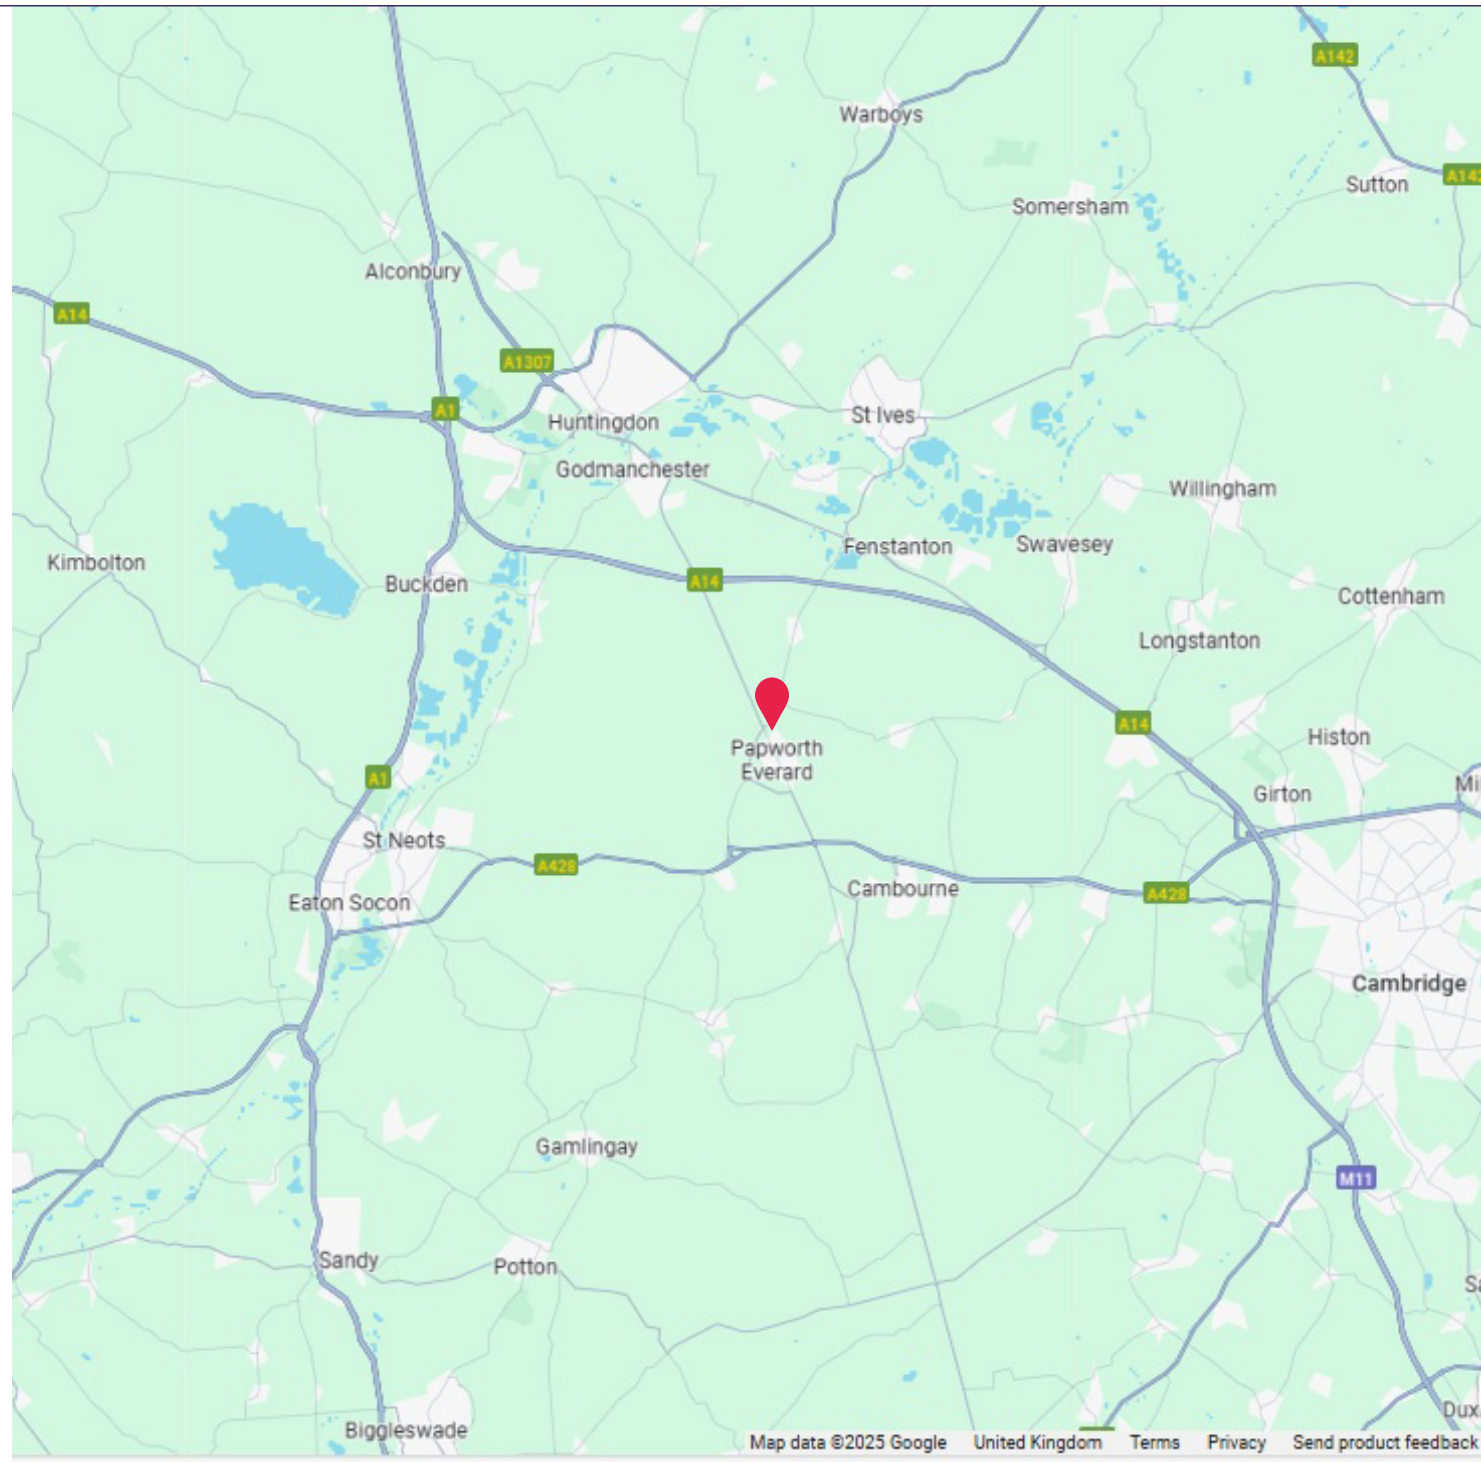 A142
Warboys
Sutton
A142
Somersham
Alconbury
A14
A1307
A1
Huntingdon
St Ives
Godmanchester
Willingham
Kimbolton
Fenstanton
Swavesey
Buckden
A14
Cottenham
Longstanton
A14
Histon
Papworth
Everard
A1
Girton
St Neots
A428
Cambourne
A428
Eaton Socon
Cambridge
Gamlingay
M11
Sandy
Potton
Biggleswade
Map data ©2025 Google United Kingdom Terms Privacy Send product feedback